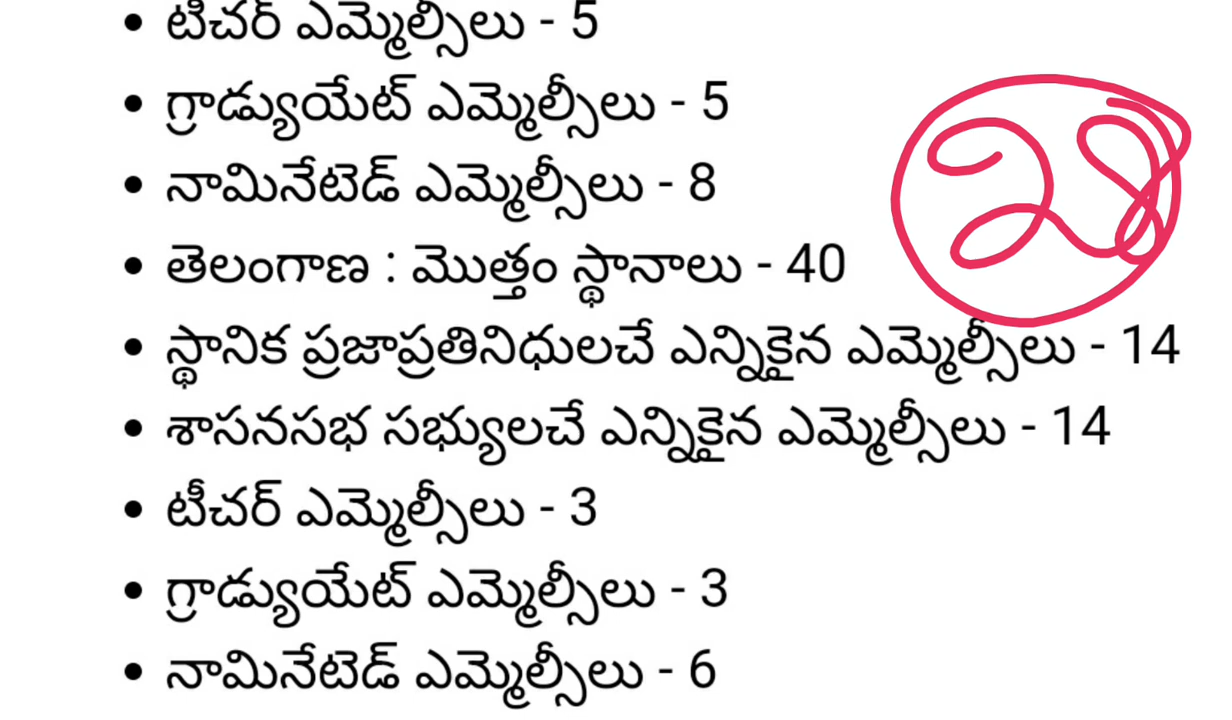 • టీచర్ ఎమ్మెల్సీలు - 5
• గ్రాడ్యుయేట్ ఎమ్మెల్సీలు - 5
28
• నామినేటెడ్ ఎమ్మెల్సీలు - 8
• తెలంగాణ : మొత్తం స్థానాలు - 40
• స్థానిక ప్రజాప్రతినిధులచే ఎన్నికైన ఎమ్మెల్సీలు - 14
• శాసనసభ సభ్యులచే ఎన్నికైన ఎమ్మెల్సీలు - 14
• టీచర్ ఎమ్మెల్సీలు - 3
• గ్రాడ్యుయేట్ ఎమ్మెల్సీలు - 3
• నామినేటెడ్ ఎమ్మెల్సీలు - 6